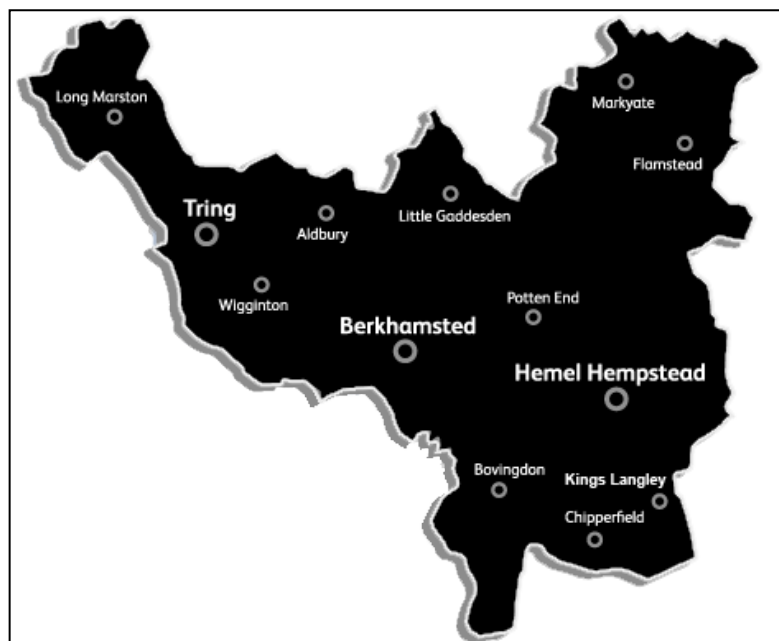 Markyate
Long Marston
Flamstead
Tring
Little Gaddesden
Aldbury
Wigginton
Potten End
Berkhamsted
Hemel Hempstead
Bovingdon
Kings Langley
Chipperfield